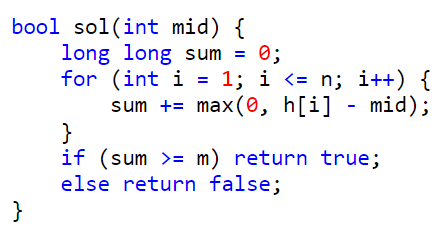 bool sol(int mid) {
    long long sum = 0;
    for (int i = 1; i <= n; i++) {
        sum += max(0, h[i] - mid);
    }
    if (sum >= m) return true;
    else return false;
}